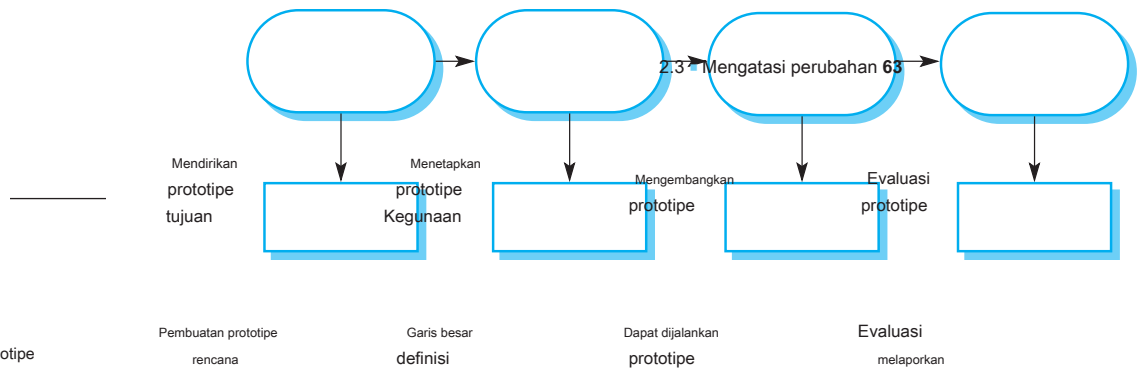 2.3 - Mengatasi perubahan 63
Mendirikan
prototipe
tujuan
Menetapkan
prototipe
Kegunaan
Mengembangkan
prototipe
Evaluasi
prototipe
otipe
Pembuatan prototipe
rencana
Garis besar
definisi
Dapat dijalankan
prototipe
Evaluasi
melaporkan